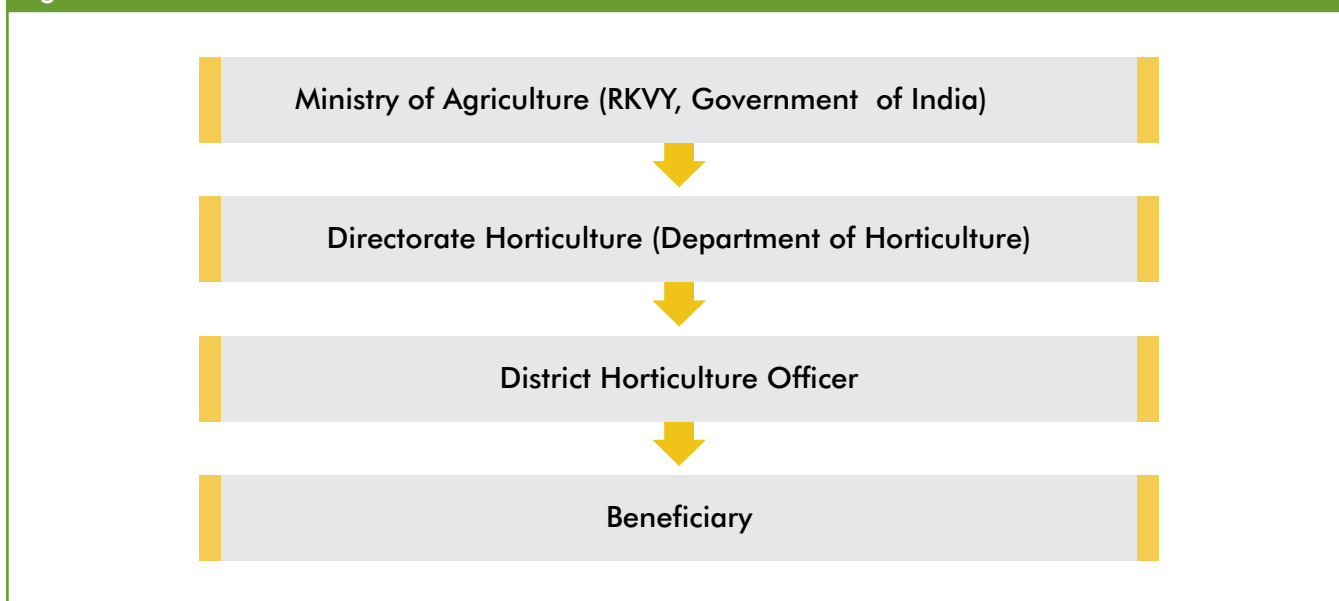 Ministry of Agriculture (RKVY, Government of India)
Directorate Horticulture (Department of Horticulture)
District Horticulture Officer
Beneficiary